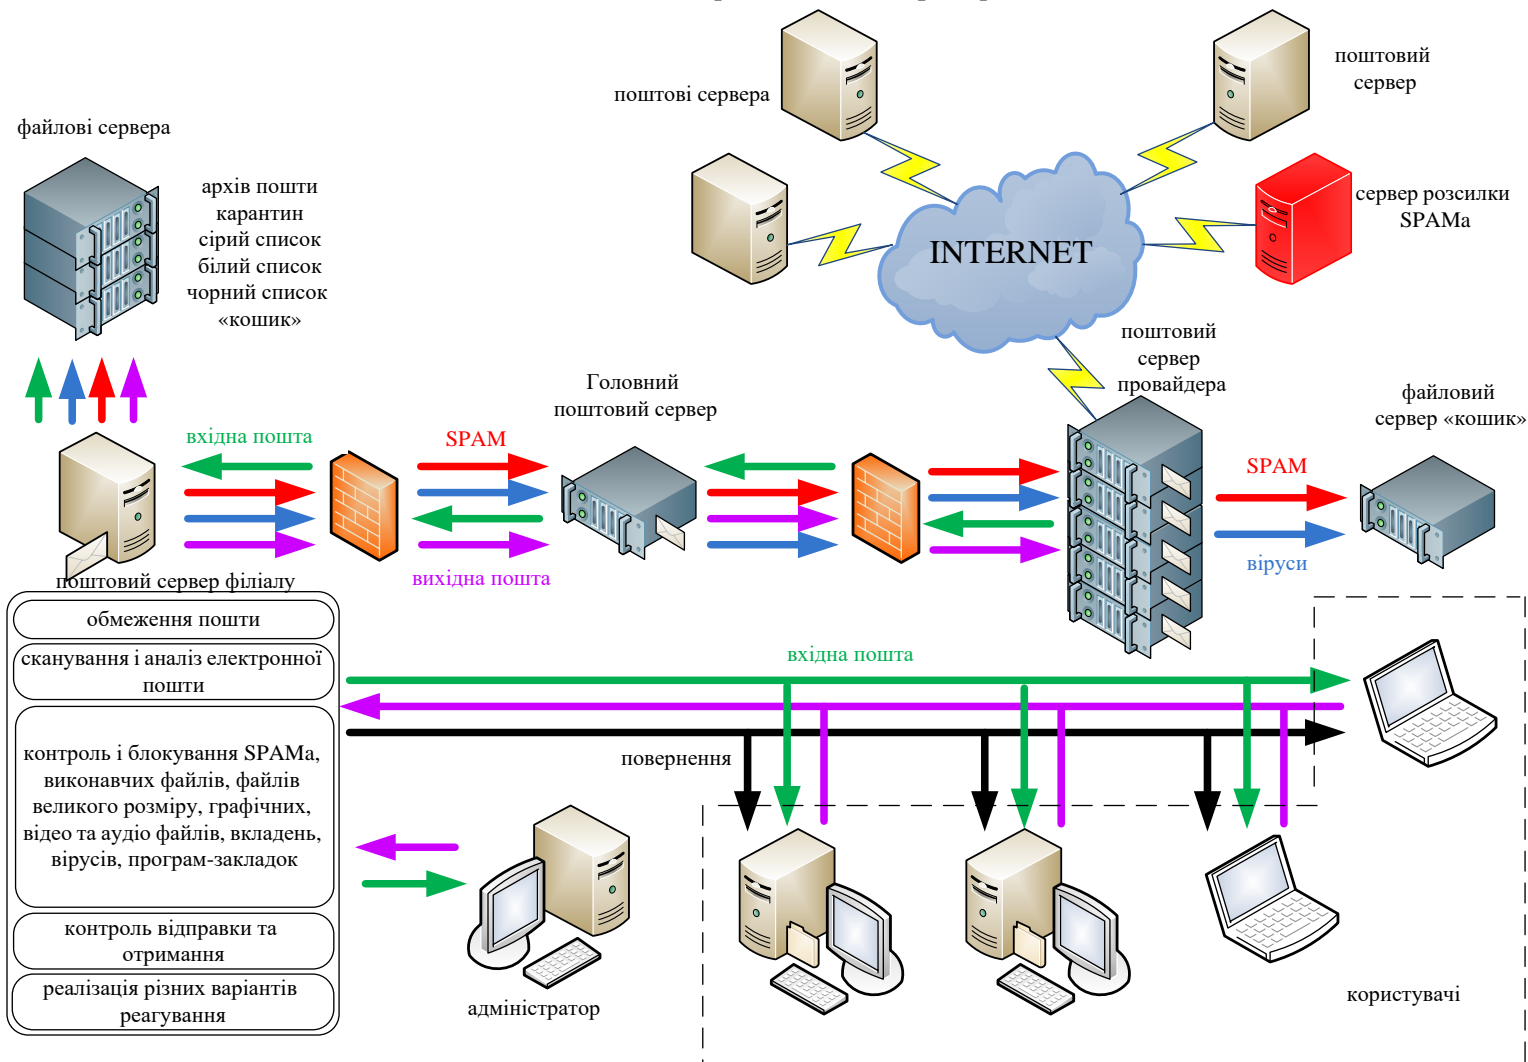 поштовий
сервер
поштові сервера
файлові сервера
архів пошти
карантин
сірий список
білий список
чорний список
«кошик»
сервер розсилки
SPAMа
INTERNET
поштовий
сервер
провайдера
Головний
поштовий сервер
файловий
сервер «кошик»
вхідна пошта
SPAM
SPAM
віруси
вихідна пошта
поштовий сервер філіалу
обмеження пошти
сканування і аналіз електронної
пошти
контроль і блокування SPAMа,
виконавчих файлів, файлів
великого розміру, графічних,
відео та аудіо файлів, вкладень,
вірусів, програм-закладок
контроль відправки та
отримання
реалізація різних варіантів
реагування
вхідна пошта
повернення
адміністратор
користувачі